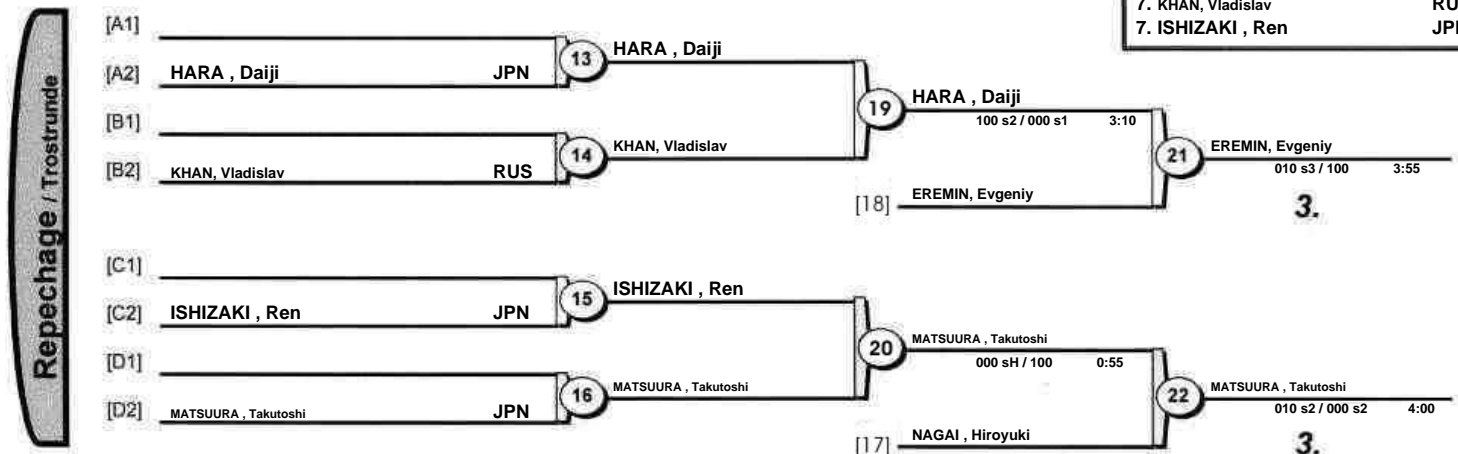 7. KHAN, Vladislav
7. ISHIZAKI , Ren JPN
Repechage / Trostrunde
[A1]
[A2] HARA , Daiji JPN
13 HARA , Daiji
[B1]
[B2] KHAN, Vladislav RUS
14 KHAN, Vladislav
19 HARA , Daiji
100 s2 / 000 s1 3:10
[18] EREMIN, Evgeniy
21 EREMIN, Evgeniy
010 s3 / 100 3:55
3.
[C1]
[C2] ISHIZAKI , Ren JPN
15 ISHIZAKI , Ren
[D1]
[D2] MATSUURA , Takutoshi JPN
16 MATSUURA , Takutoshi
20 MATSUURA , Takutoshi
000 sH / 100 0:55
[17] NAGAI , Hiroyuki
22 MATSUURA , Takutoshi
010 s2 / 000 s2 4:00
3.